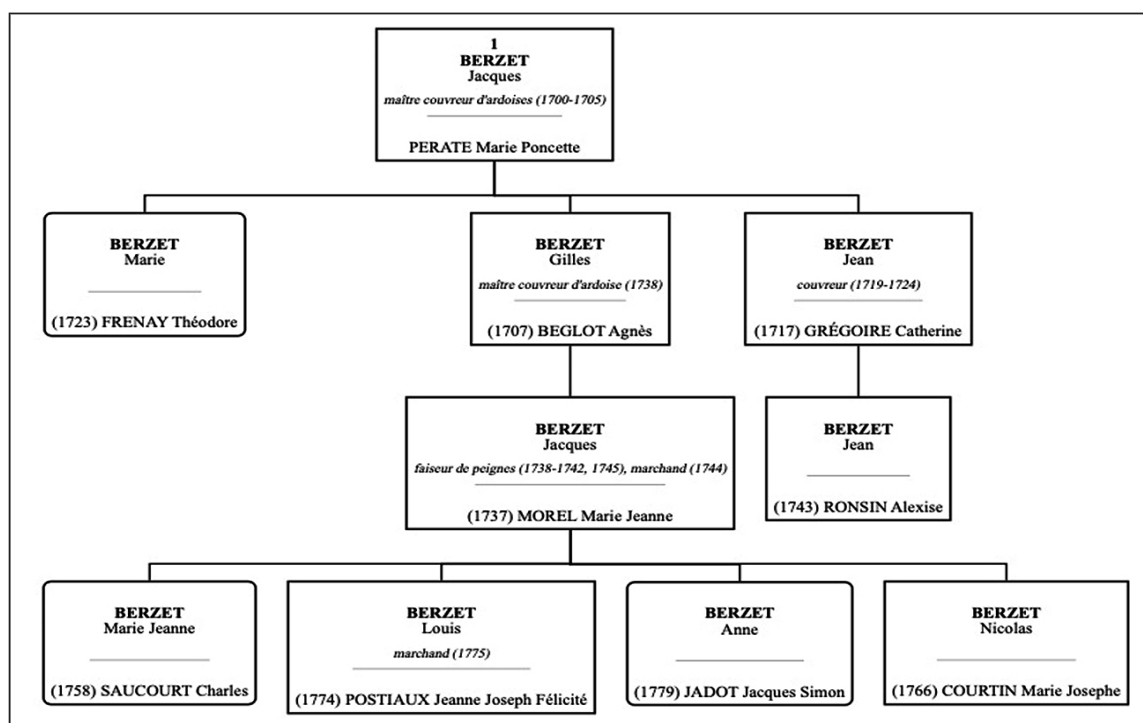 1
BERZET
Jacques
maître couvreur d'ardoises (1700-1705)
PERATE Marie Poncette
BERZET
Marie
(1723) FRENAY Théodore
BERZET
Gilles
maître couvreur d'ardoise (1738)
(1707) BEGLOT Agnès
BERZET
Jean
couvreur (1719-1724)
(1717) GRÉGOIRE Catherine
BERZET
Jacques
faiseur de peignes (1738-1742, 1745), marchand (1744)
(1737) MOREL Marie Jeanne
BERZET
Jean
(1743) RONSIN Alexise
BERZET
Marie Jeanne
(1758) SAUCOURT Charles
BERZET
Louis
marchand (1775)
(1774) POSTIAUX Jeanne Joseph Félicité
BERZET
Anne
(1779) JADOT Jacques Simon
BERZET
Nicolas
(1766) COURTIN Marie Josephe